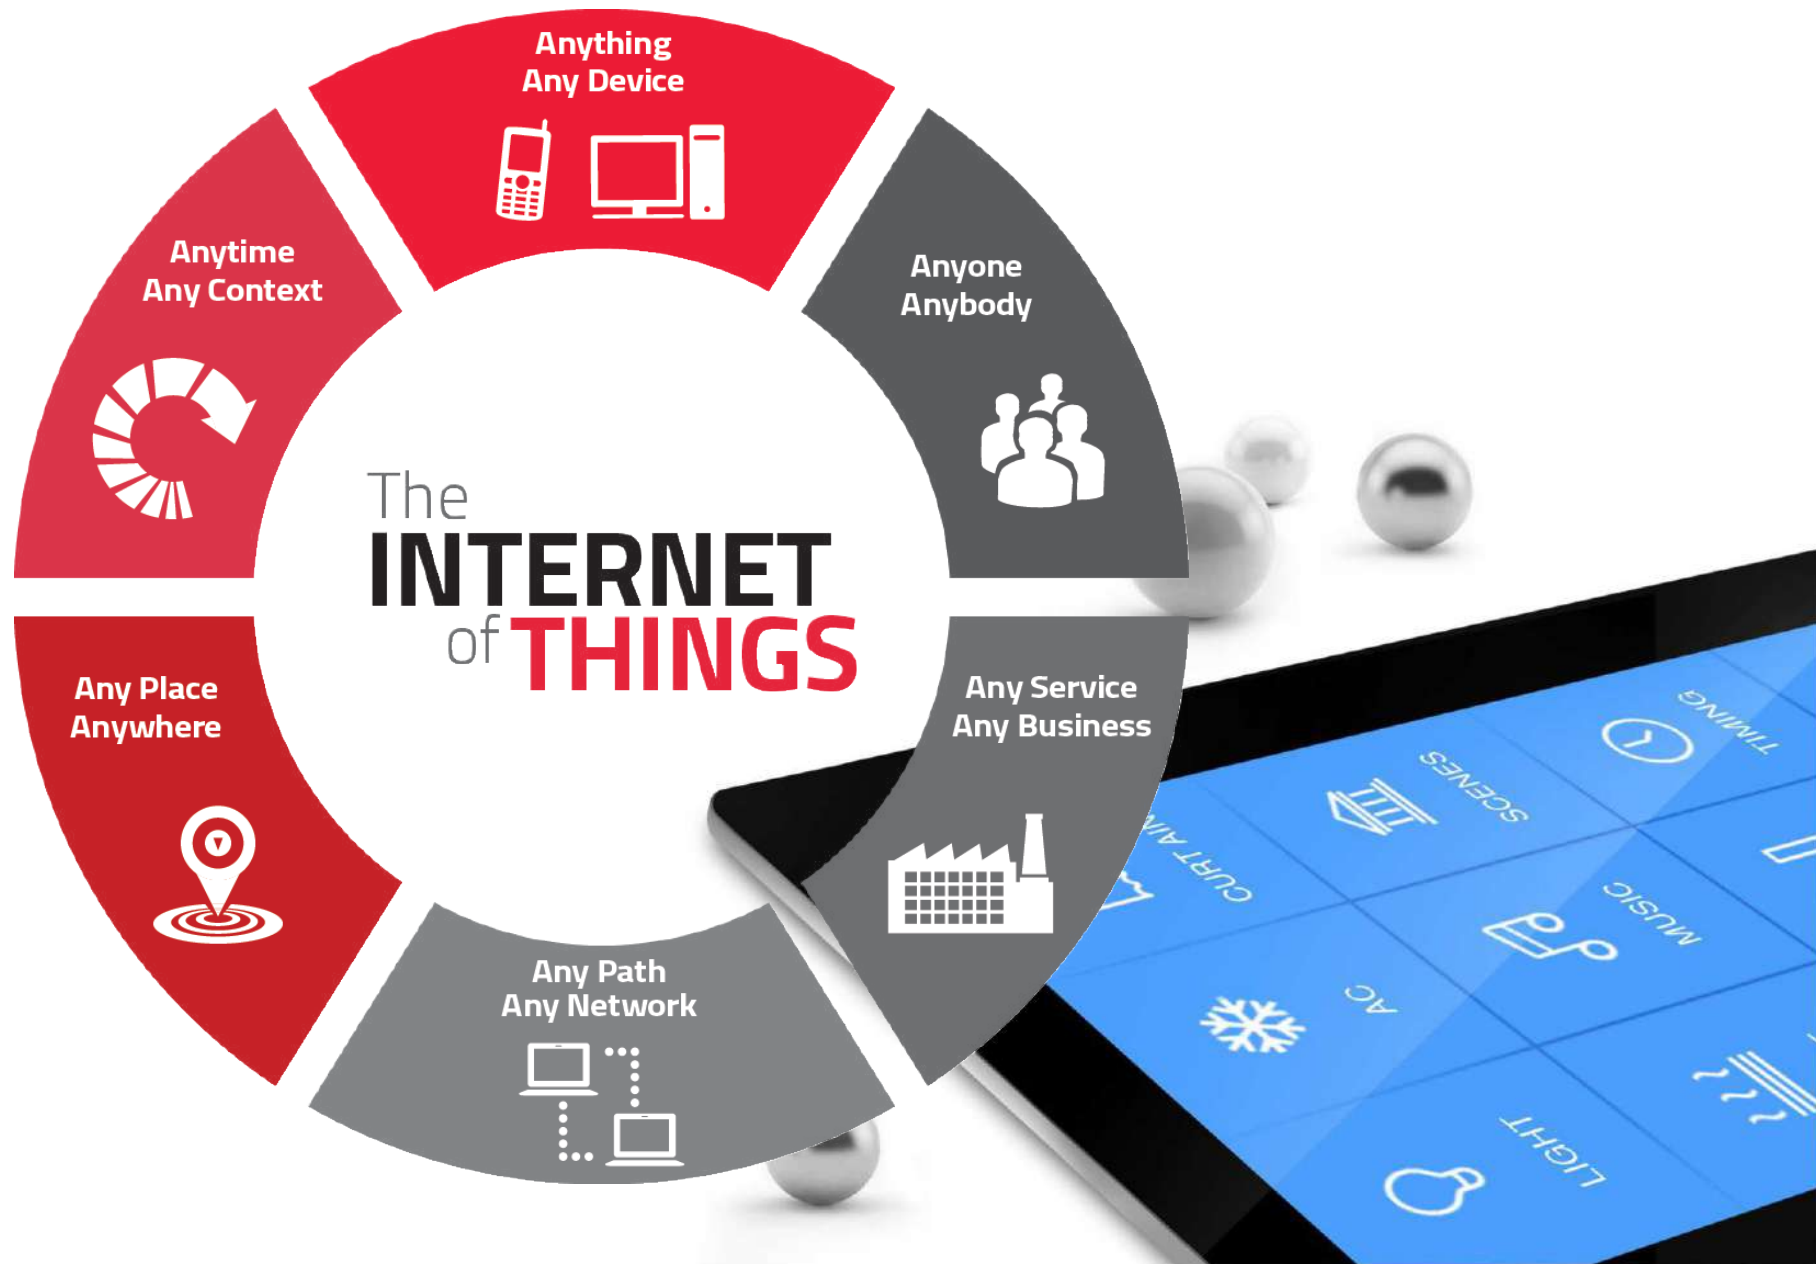 Anything
Any Device
Anyone
Anybody
Any Service
Any Business
Any Path
Any Network
Any Place
Anywhere
Anytime
Any Context
The
INTERNET
of THINGS
TIMING
SCENES
CURTAIN
MUSIC
AC
LIGHT